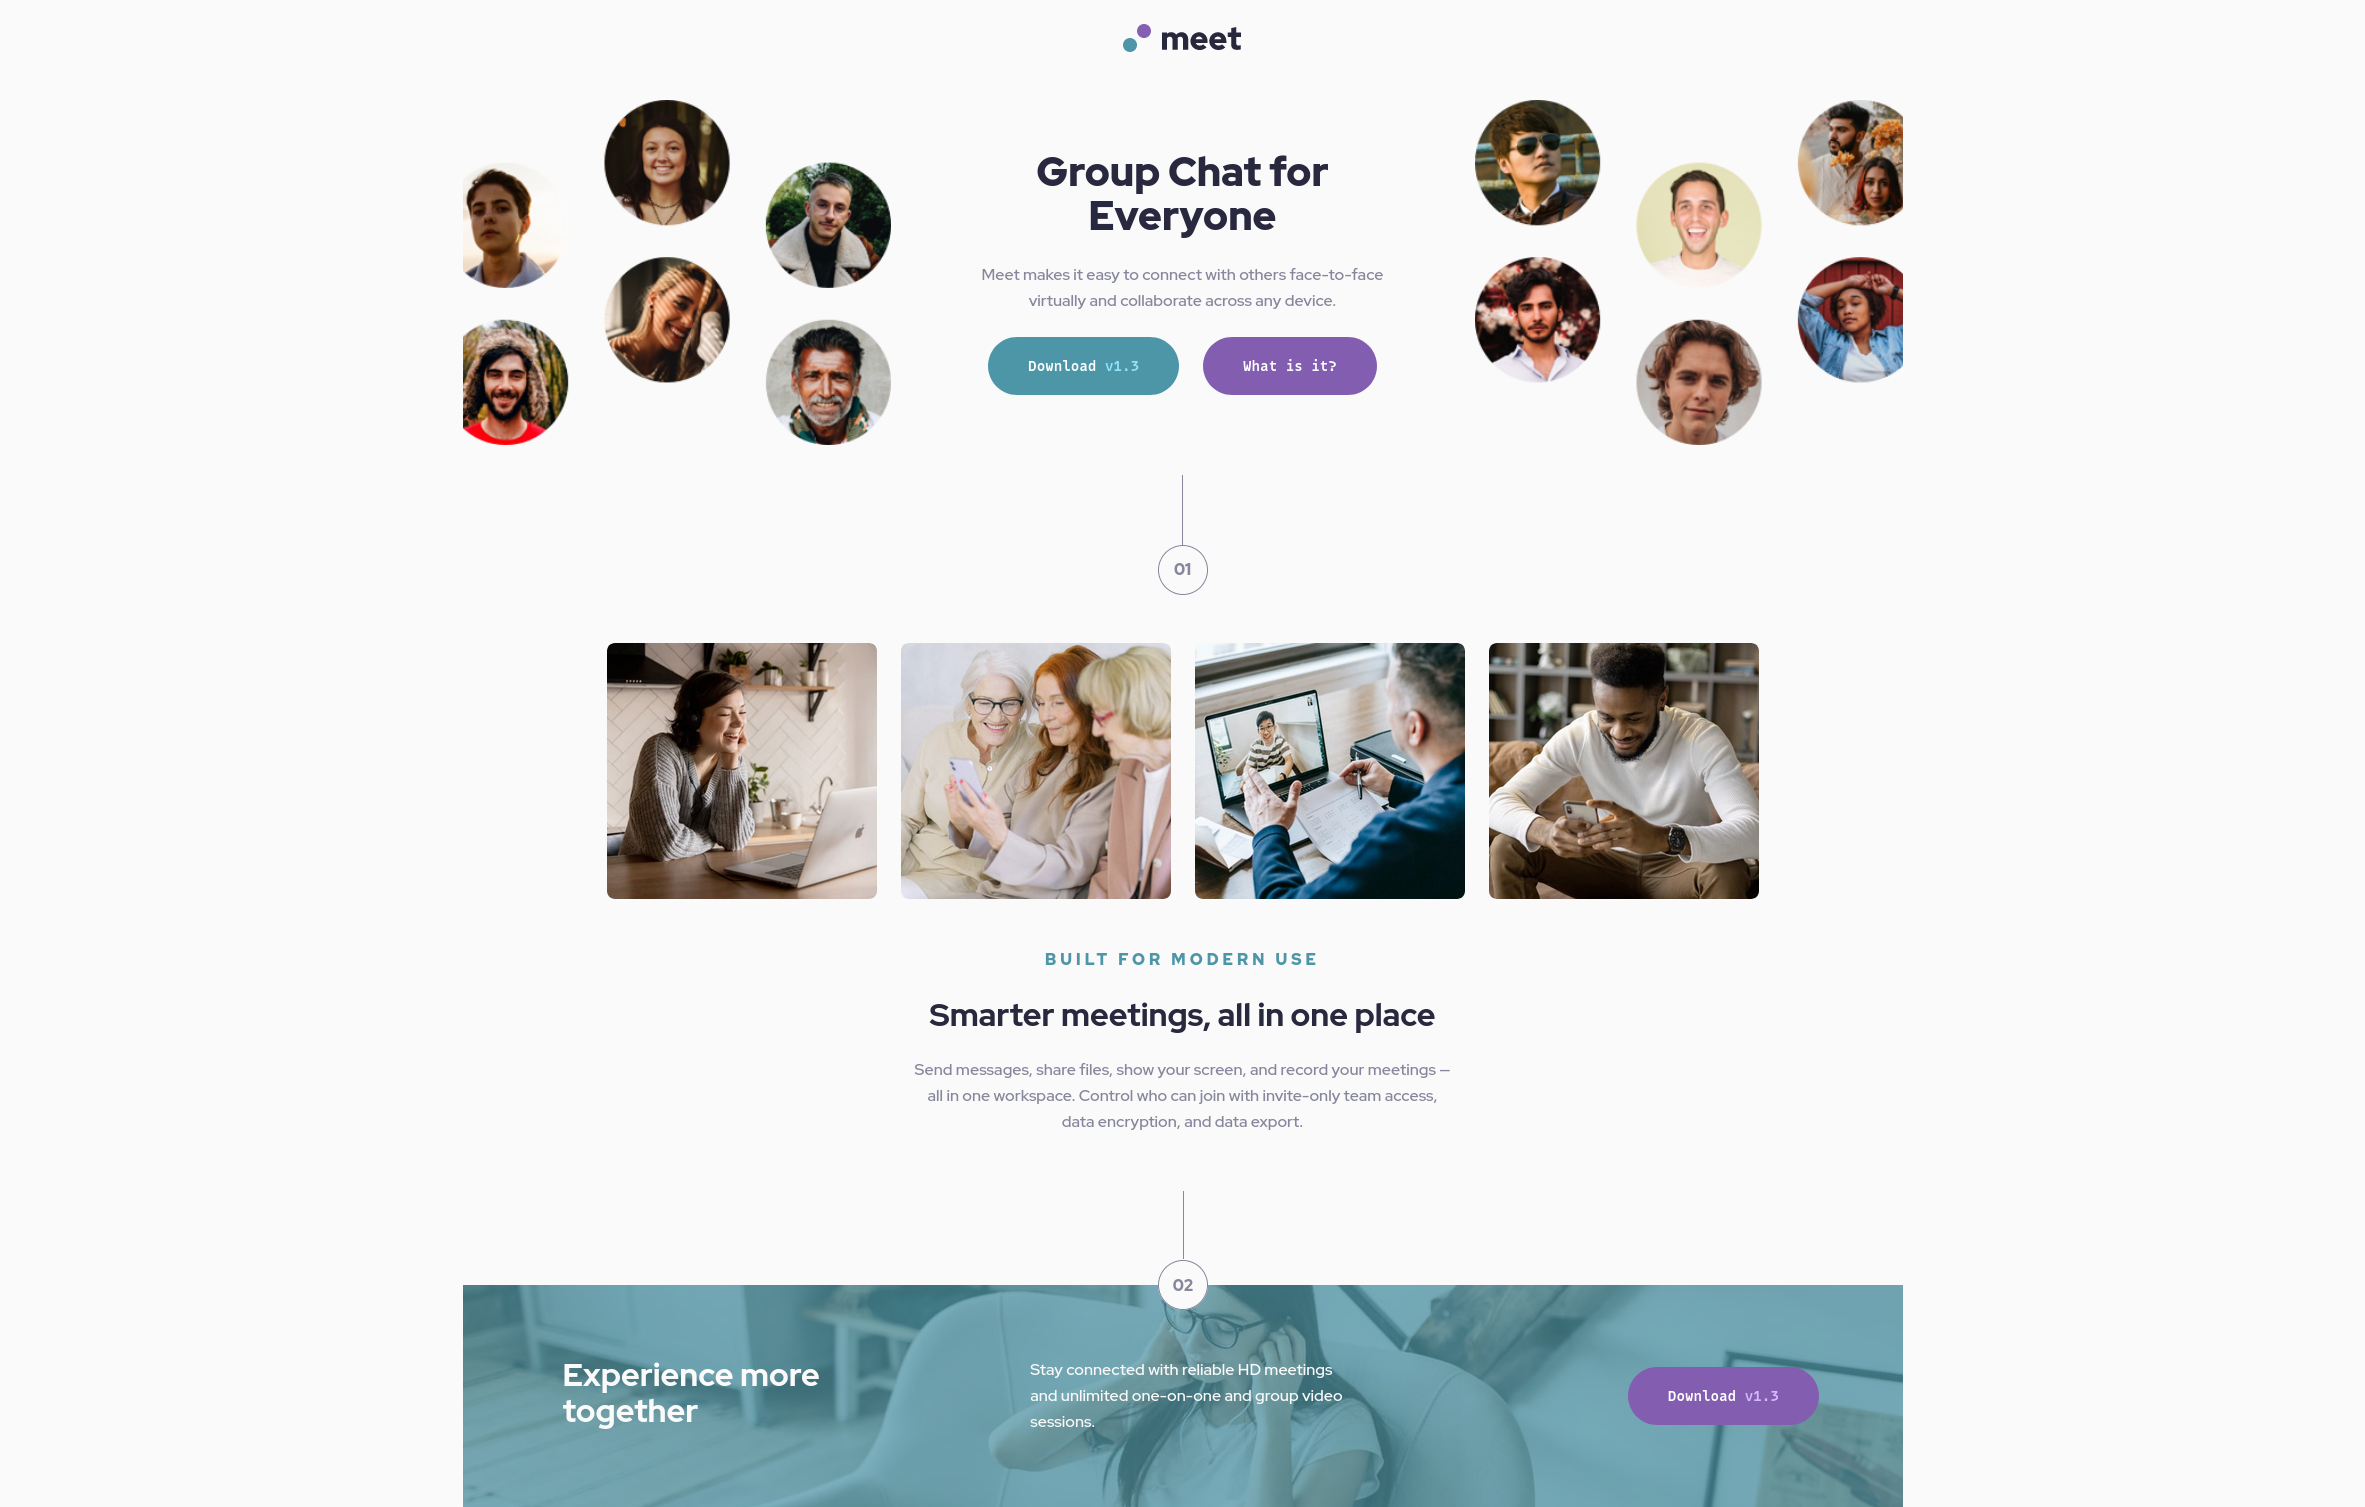 meet
Group Chat for
Everyone
Meet makes it easy to connect with others face-to-face
virtually and collaborate across any device.
Download v1.3
What is it?
01
BUILT FOR MODERN USE
Smarter meetings, all in one place
Send messages, share files, show your screen, and record your meetings —
all in one workspace. Control who can join with invite-only team access,
data encryption, and data export.
02
Experience more
together
Stay connected with reliable HD meetings
and unlimited one-on-one and group video
sessions.
Download v1.3